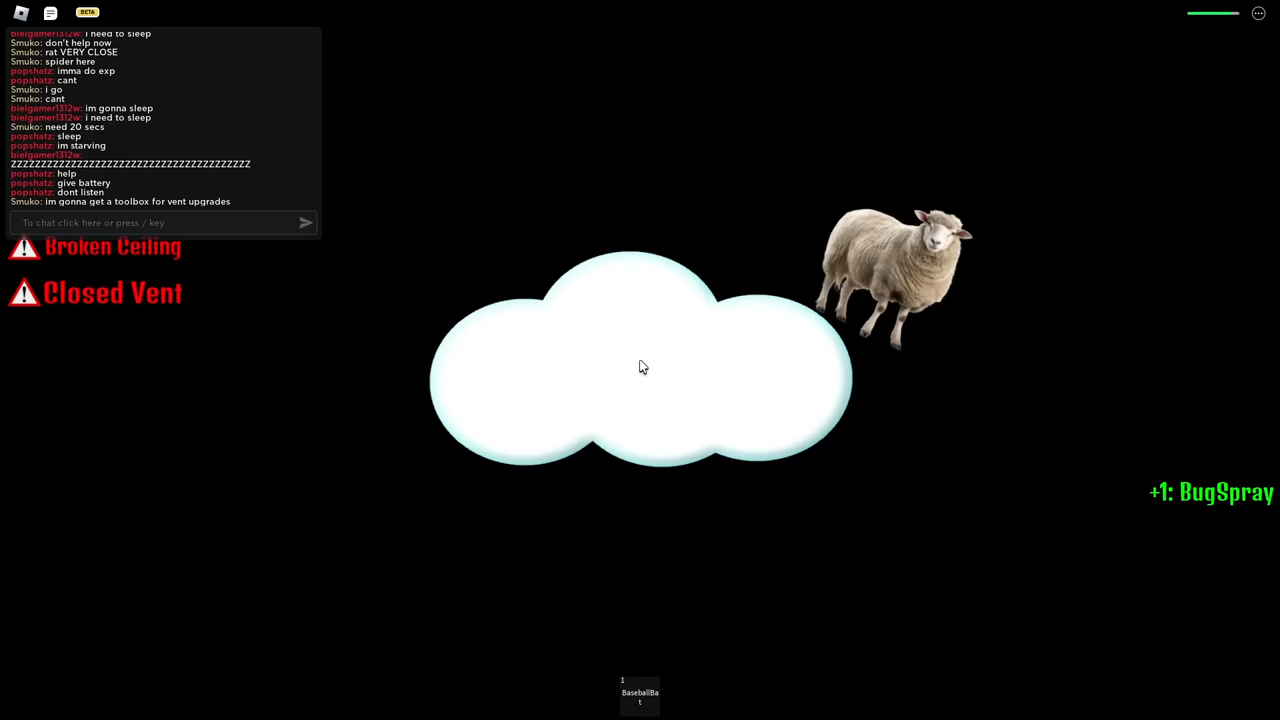 BETA
bielgamer1312w: i need to sleep
Smuko: don't help now
Smuko: rat VERY CLOSE
Smuko: spider here
popshatz: imma do exp
popshatz: cant
Smuko: i go
Smuko: cant
bielgamer1312w: im gonna sleep
bielgamer1312w: i need to sleep
Smuko: need 20 secs
popshatz: sleep
popshatz: im starving
bielgamer1312w:
ZZZZZZZZZZZZZZZZZZZZZZZZZZZZZZZZZZZZZZZZ
popshatz: help
popshatz: give battery
popshatz: dont listen
Smuko: im gonna get a toolbox for vent upgrades
To chat click here or press / key
Broken Ceiling
Closed Vent
+1: BugSpray
1
BaseballBa
t